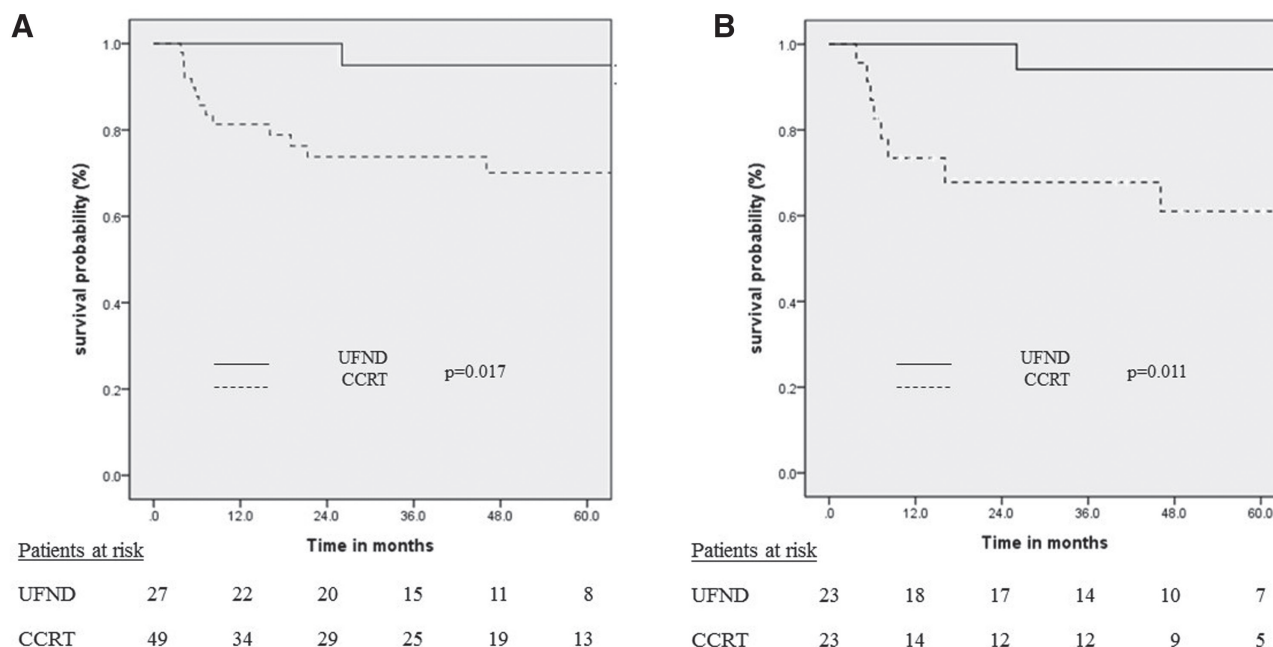 A
survival probability (%)
1.0
0.8
0.6
0.4
0.2
0.0
UFND
CCRT
p=0.017
.0 12.0 24.0 36.0 48.0 60.0
Time in months
Patients at risk
UFND 27 22 20 15 11 8
CCRT 49 34 29 25 19 13
B
survival probability (%)
1.0
0.8
0.6
0.4
0.2
0.0
UFND
CCRT
p=0.011
.0 12.0 24.0 36.0 48.0 60.0
Time in months
Patients at risk
UFND 23 18 17 14 10 7
CCRT 23 14 12 12 9 5